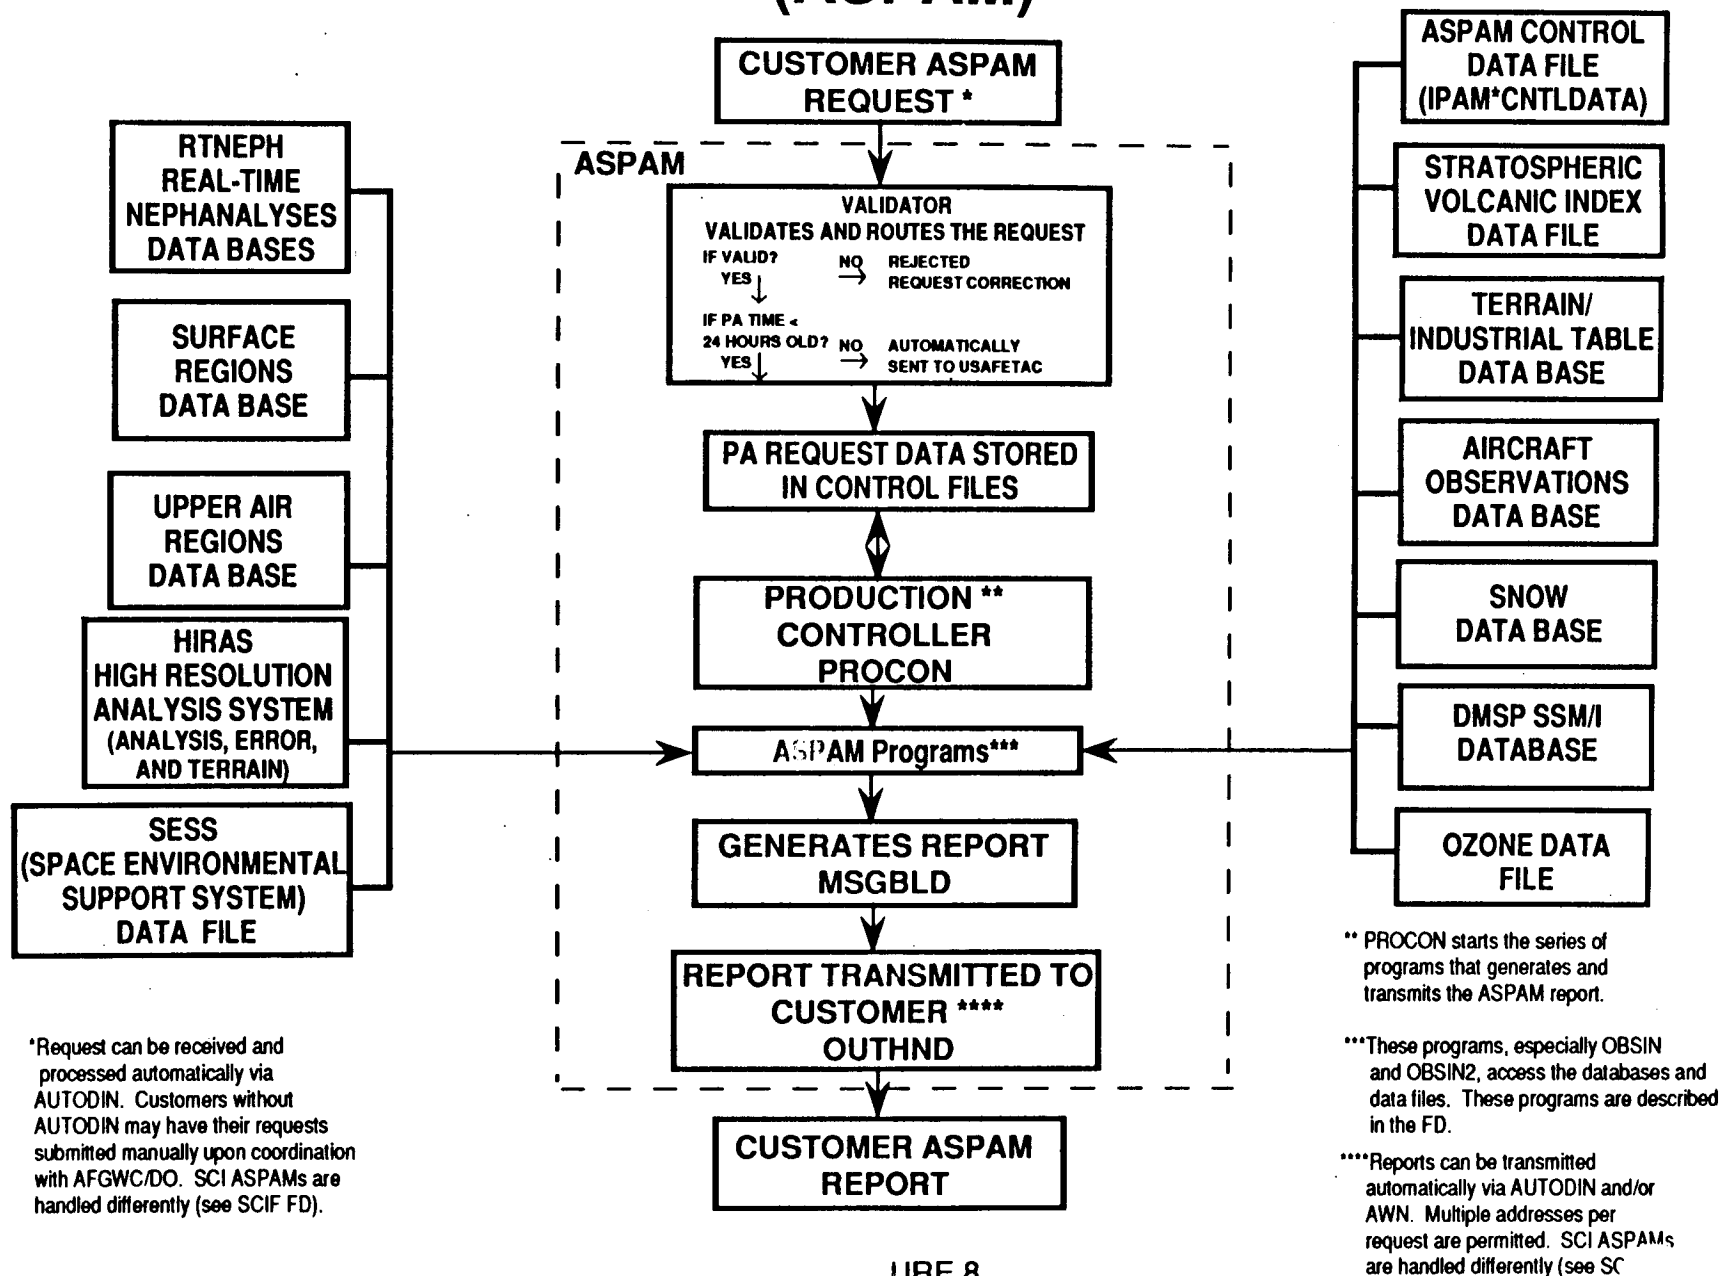 (ASPAM)
CUSTOMER ASPAM
REQUEST *
ASPAM
VALIDATOR
VALIDATES AND ROUTES THE REQUEST
IF VALID? NO REJECTED
YES → REQUEST CORRECTION
IF PA TIME <
24 HOURS OLD? NO AUTOMATICALLY
YES → SENT TO USAFETAC
PA REQUEST DATA STORED
IN CONTROL FILES
PRODUCTION **
CONTROLLER
PROCON
ASPAM Programs***
GENERATES REPORT
MSGBLD
REPORT TRANSMITTED TO
CUSTOMER ****
OUTHND
CUSTOMER ASPAM
REPORT
RTNEPH
REAL-TIME
NEPHANALYSES
DATA BASES
SURFACE
REGIONS
DATA BASE
UPPER AIR
REGIONS
DATA BASE
HIRAS
HIGH RESOLUTION
ANALYSIS SYSTEM
(ANALYSIS, ERROR,
AND TERRAIN)
SESS
(SPACE ENVIRONMENTAL
SUPPORT SYSTEM)
DATA FILE
*Request can be received and
processed automatically via
AUTODIN. Customers without
AUTODIN may have their requests
submitted manually upon coordination
with AFGWC/DO. SCI ASPAMs are
handled differently (see SCIF FD).
ASPAM CONTROL
DATA FILE
(IPAM*CNTLDATA)
STRATOSPHERIC
VOLCANIC INDEX
DATA FILE
TERRAIN/
INDUSTRIAL TABLE
DATA BASE
AIRCRAFT
OBSERVATIONS
DATA BASE
SNOW
DATA BASE
DMSP SSM/I
DATABASE
OZONE DATA
FILE
** PROCON starts the series of
programs that generates and
transmits the ASPAM report.
***These programs, especially OBSIN
and OBSIN2, access the databases and
data files. These programs are described
in the FD.
****Reports can be transmitted
automatically via AUTODIN and/or
AWN. Multiple addresses per
request are permitted. SCI ASPAMs
are handled differently (see SC
URE 8